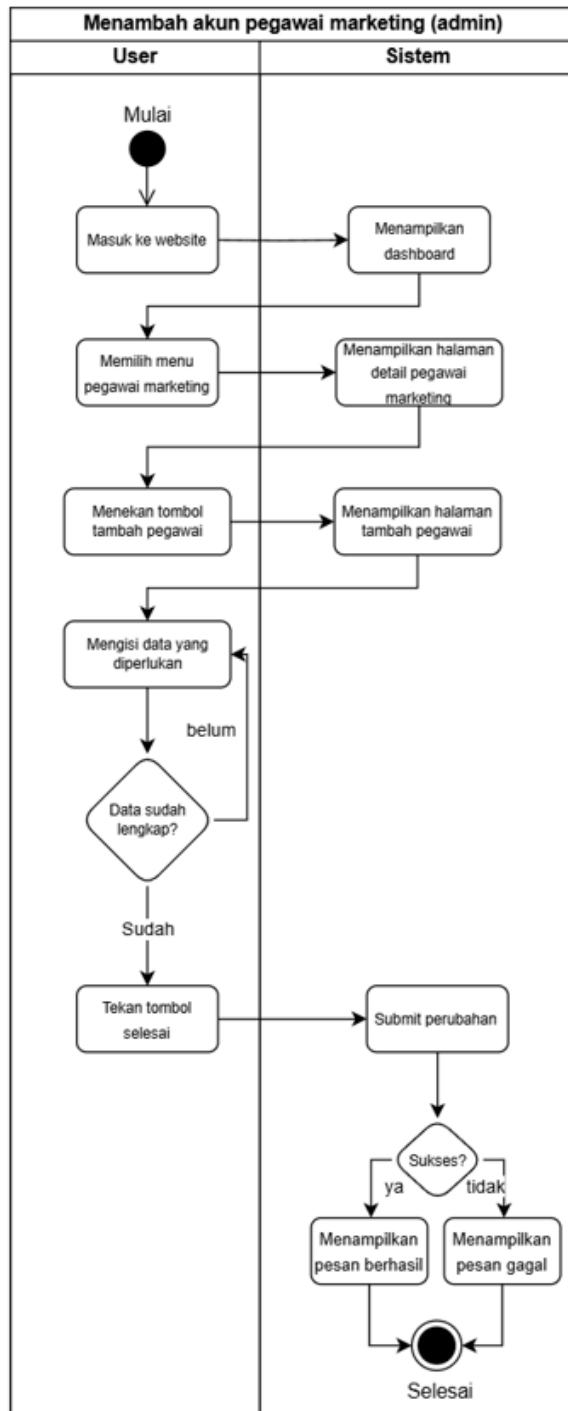 Menambah akun pegawai marketing (admin)
User
Sistem
Mulai
Masuk ke website
Menampilkan
dashboard
Memilih menu
pegawai marketing
Menampilkan halaman
detail pegawai
marketing
Menekan tombol
tambah pegawai
Menampilkan halaman
tambah pegawai
Mengisi data yang
diperlukan
belum
Data sudah
lengkap?
Sudah
Tekan tombol
selesai
Submit perubahan
Sukses?
ya
tidak
Menampilkan
pesan berhasil
Menampilkan
pesan gagal
Selesai